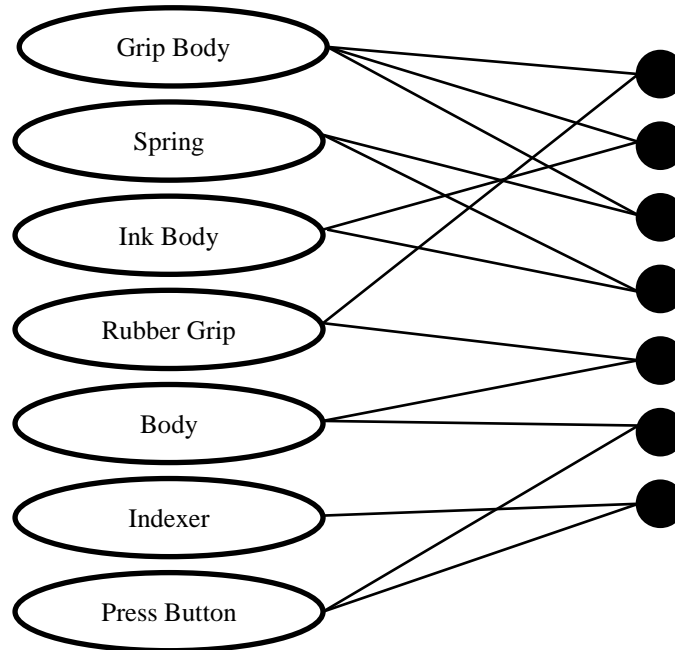 Grip Body
Spring
Ink Body
Rubber Grip
Body
Indexer
Press Button